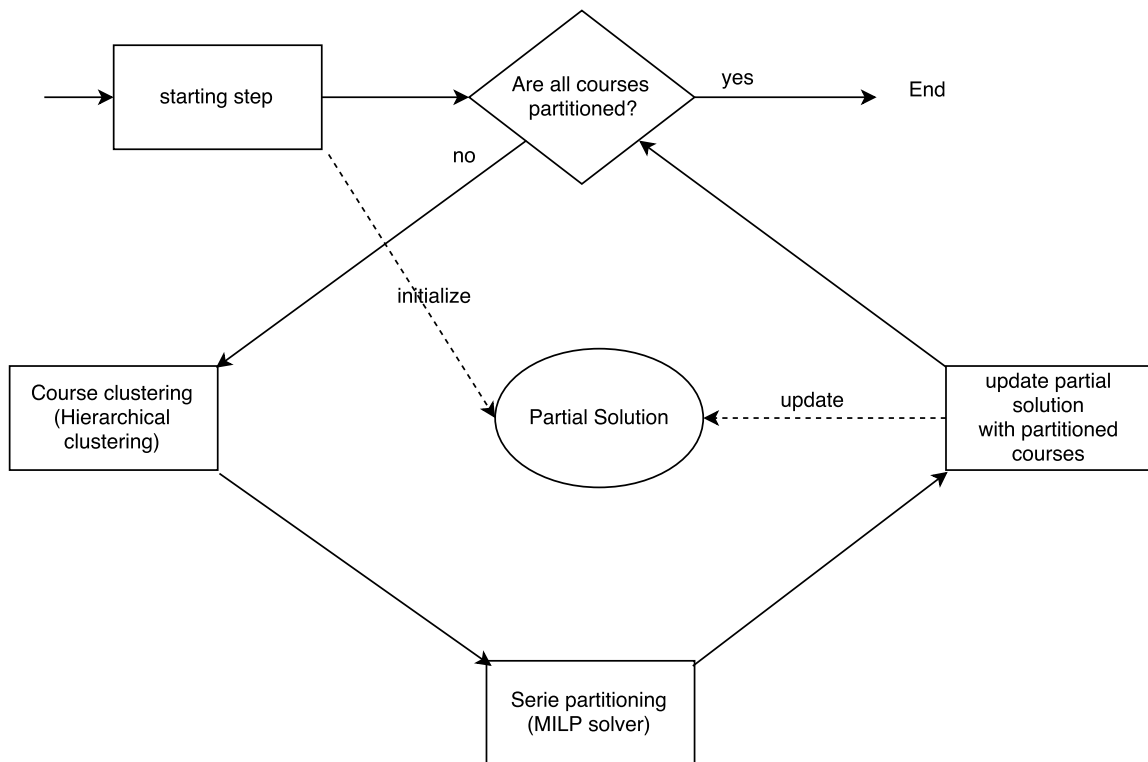 starting step
Are all courses
partitioned?
yes
End
no
initialize
Course clustering
(Hierarchical
clustering)
Partial Solution
update
update partial
solution
with partitioned
courses
Serie partitioning
(MILP solver)